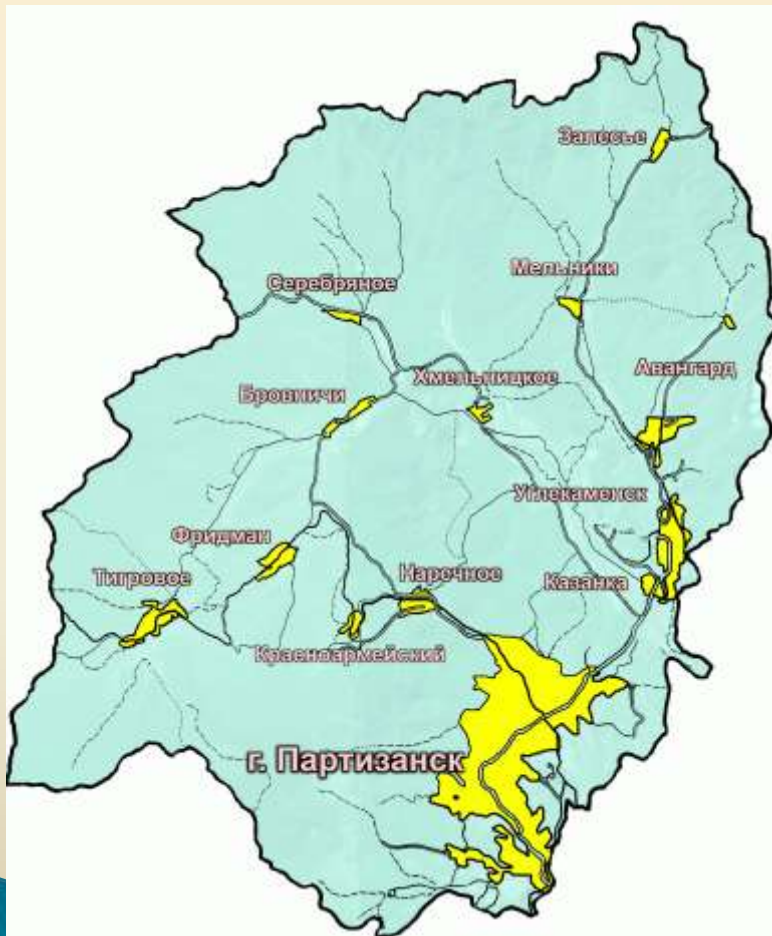 Залесье
Мельники
Серебряное
Авангард
Хмельницкое
Бровничи
Углекаменск
Фридман
Тигровое
Наречное
Казанка
Красноармейский
г. Партизанск